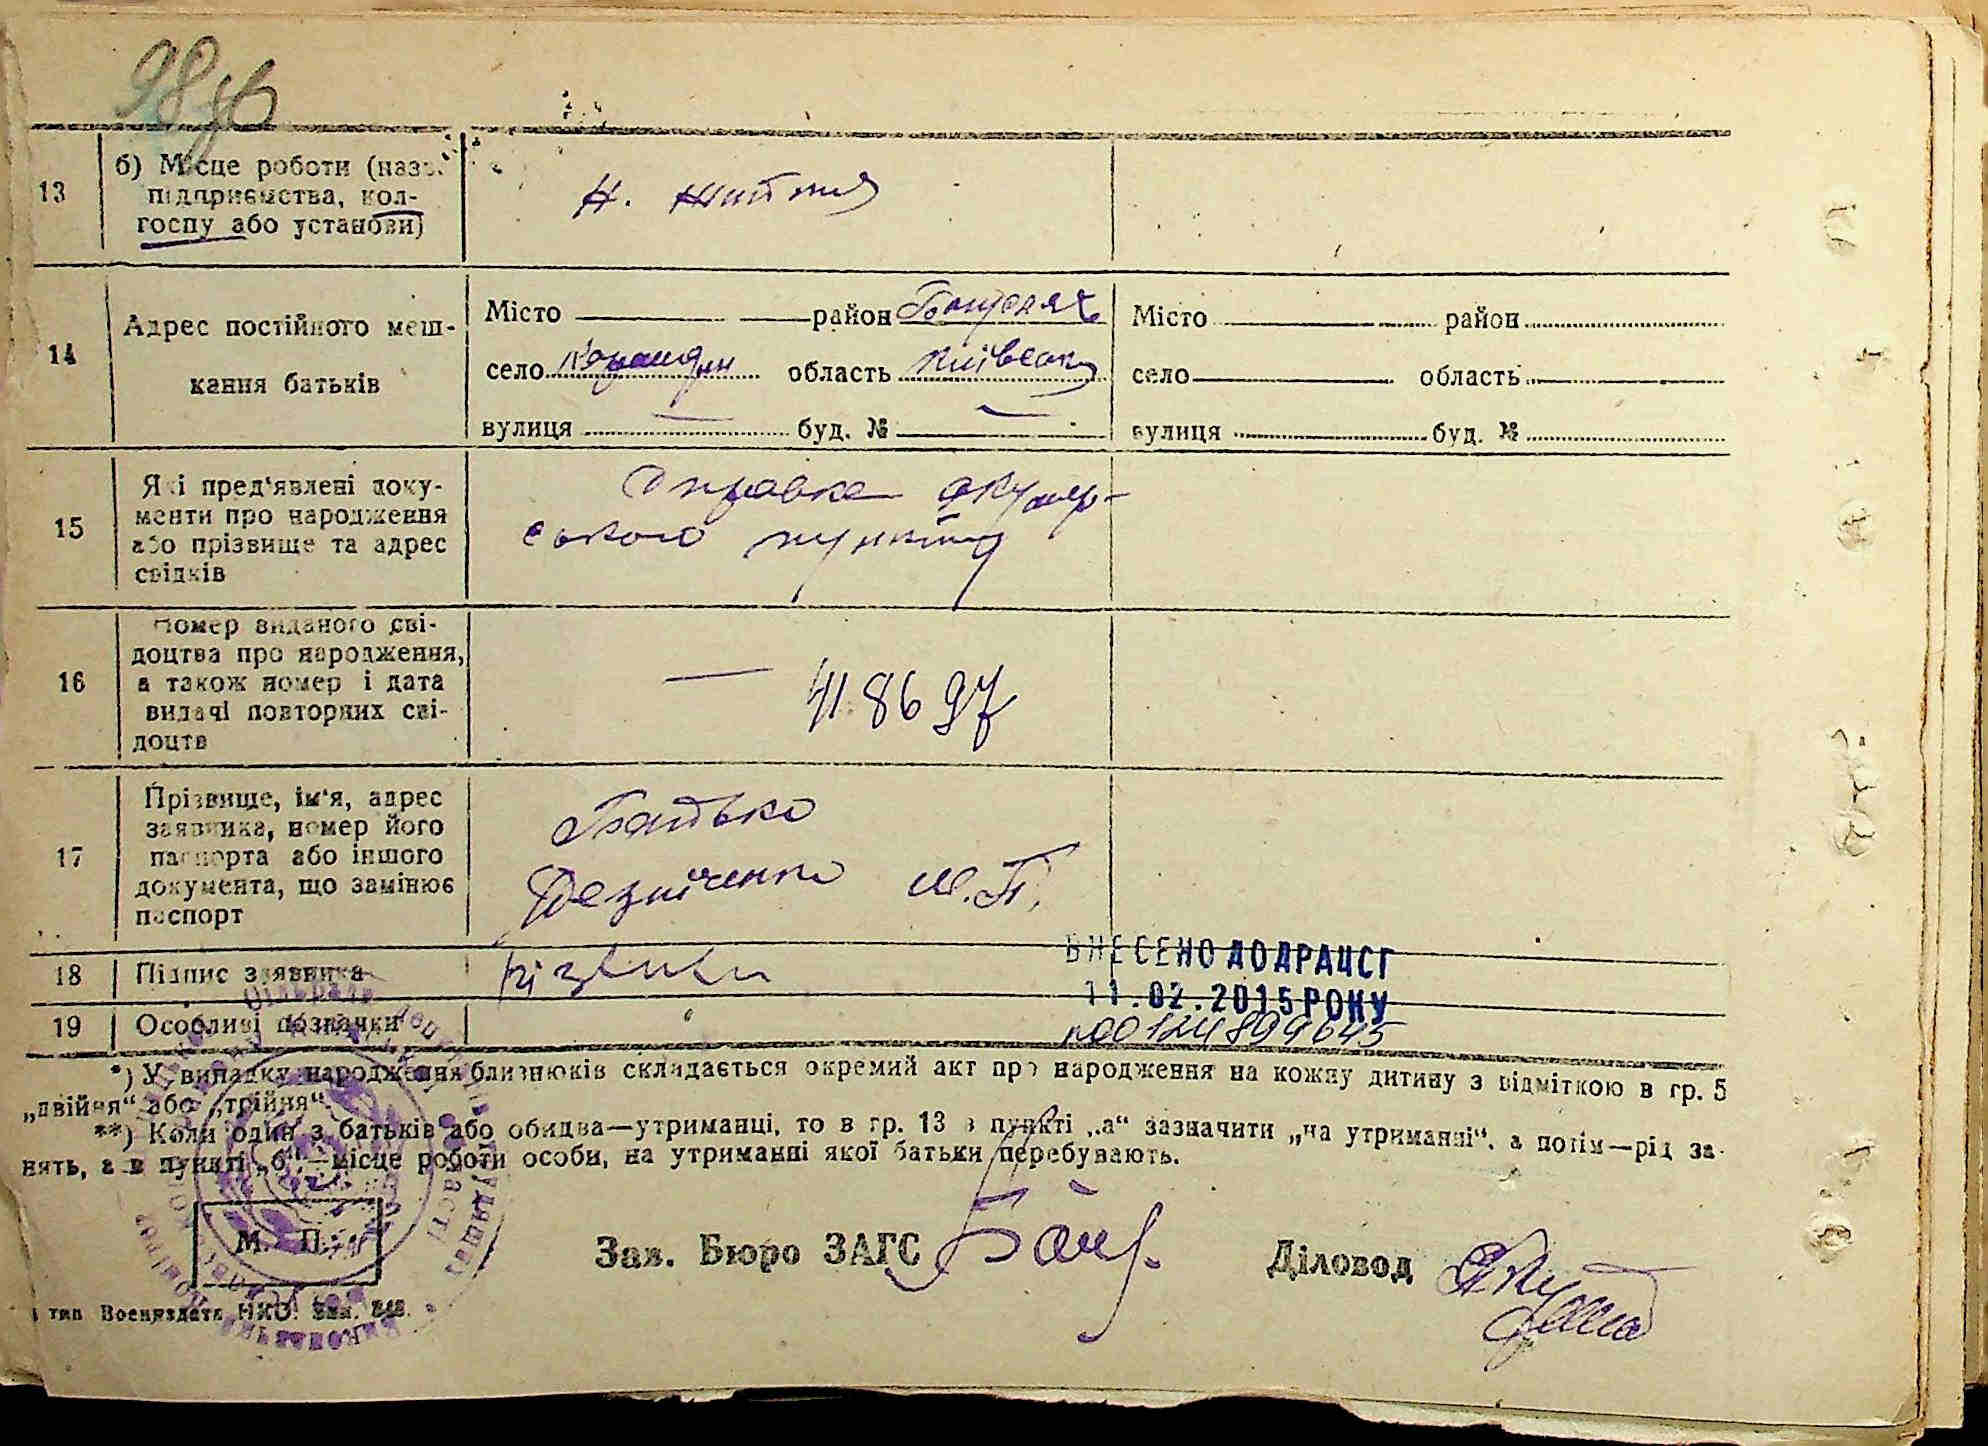 98 зв
13
б) Місце роботи (назва
підприємства, кол-
госпу або установи)
Н. життя
14
Адрес постійного меш-
кання батьків
Місто район
село область Київська
вулиця — буд. № —
Місто район
село область
вулиця буд. №
15
Які пред'явлені доку-
менти про народження
або прізвище та адрес
свідків
Справка акушер-
ського пункту
16
Номер виданого сві-
доцтва про народження,
а також номер і дата
видачі повторних сві-
доцтв
— 418697
17
Прізвище, ім'я, адрес
заявника, номер його
паспорта або іншого
документа, що замінює
паспорт
Батько
М. П.
18
Підпис заявника
19
Особливі позначки
ВНЕСЕНО ДО ДРАЦСГ
11.02.2015 РОКУ
№00124899645
*) У випадку народження близнюків складається окремий акт про народження на кожну дитину з відміткою в гр. 5
„двійня“ або „трійня“.
**) Коли один з батьків або обидва—утриманці, то в гр. 13 в пункті „а“ зазначити „на утриманні“, а потім—рід за-
нять, а в пункті „б“—місце роботи особи, на утриманні якої батьки перебувають.
М. П.
Зав. Бюро ЗАГС
Діловод
тип Воениздата НКО. Зак.